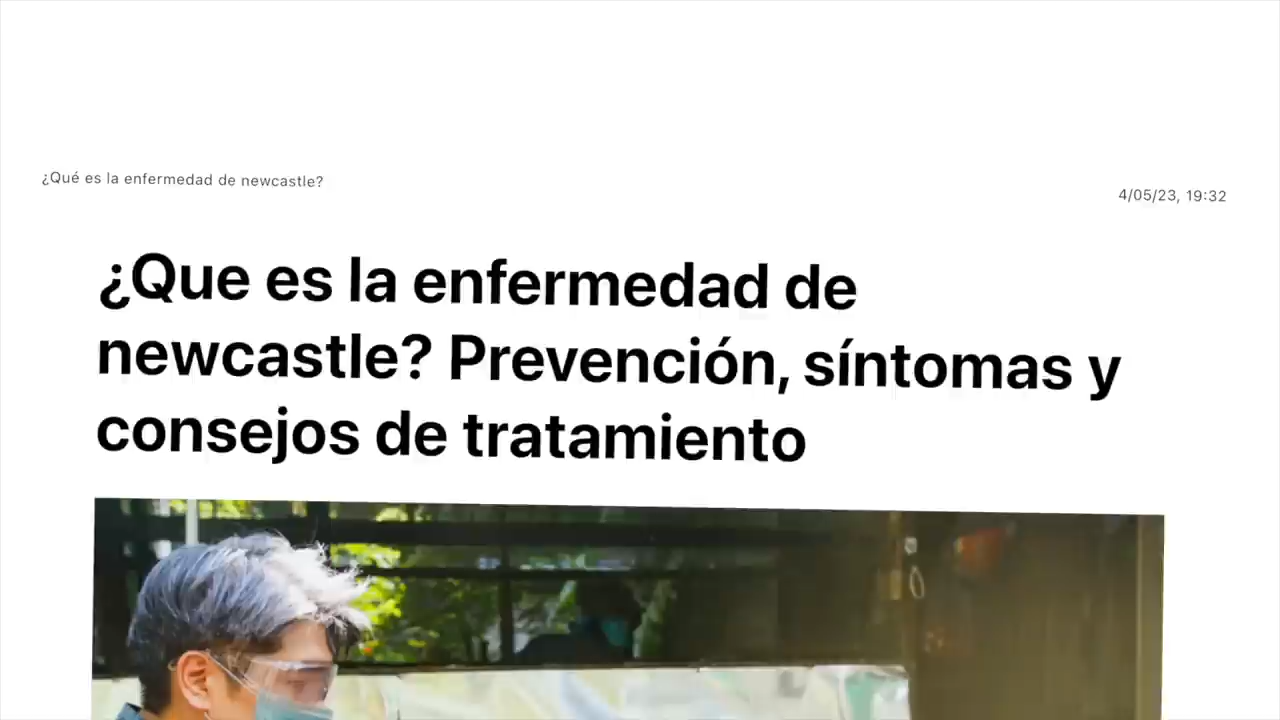 ¿Qué es la enfermedad de newcastle?
4/05/23, 19:32
¿Que es la enfermedad de
newcastle? Prevención, síntomas y
consejos de tratamiento